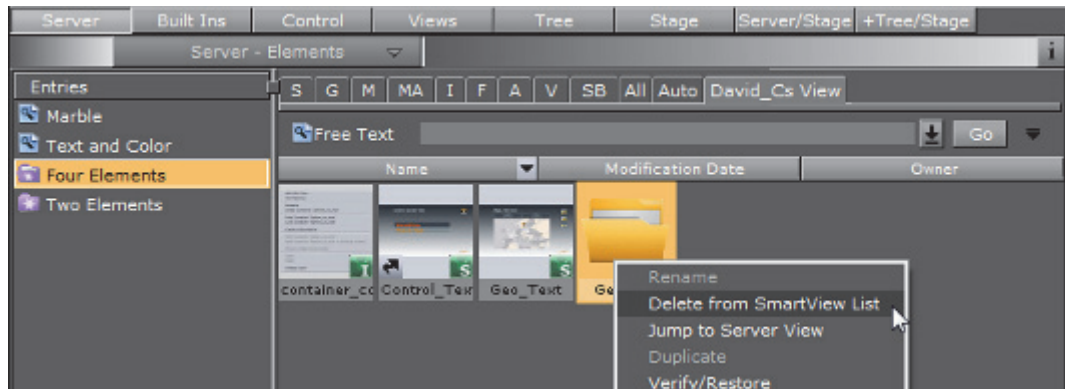 Server Built Ins Control Views Tree Stage Server/Stage +Tree/Stage
Server - Elements i
Entries
S G M MA I F A V SB All Auto David_Cs View
Marble
Free Text Go
Text and Color
Name Modification Date Owner
Four Elements
Two Elements
I S S
container_cc Control_Tex Geo_Text Ge
Rename
Delete from SmartView List
Jump to Server View
Duplicate
Verify/Restore